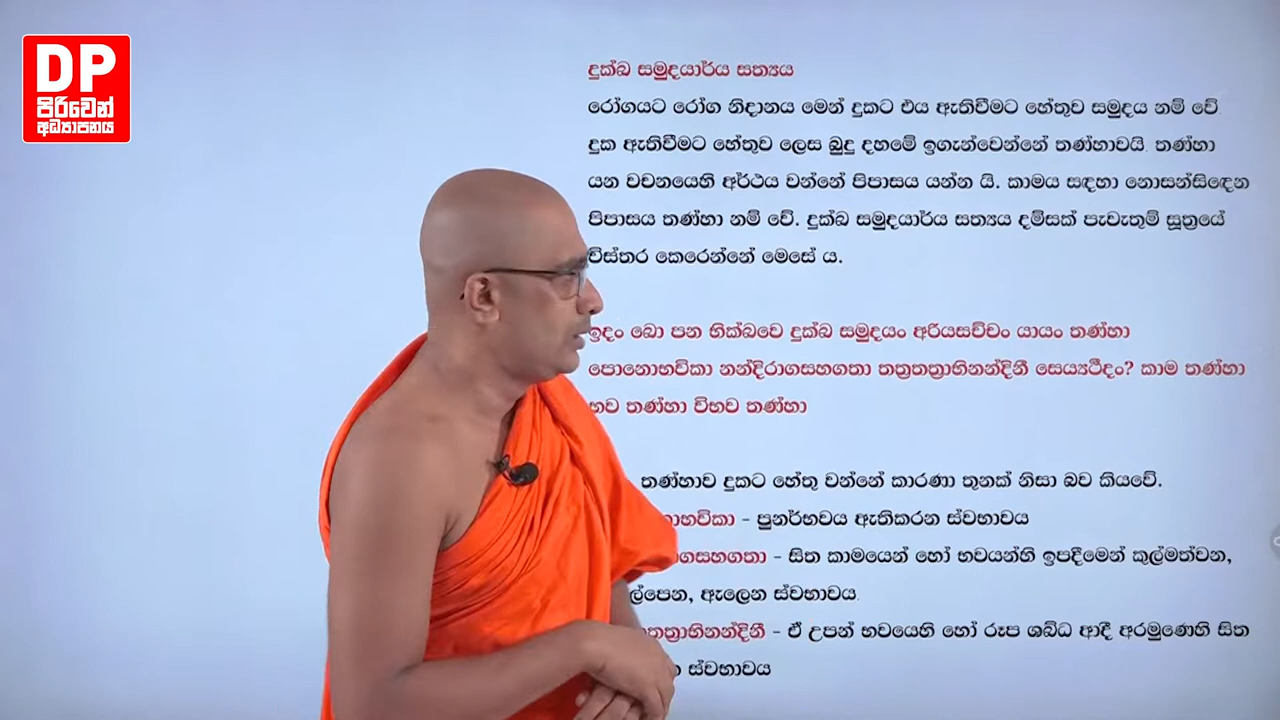 DP
පිරිවෙන්
අධ්‍යාපනය
දුක්ඛ සමුදයාර්ය සත්‍යය
රෝගයට රෝග නිදානය මෙන් දුකට එය ඇතිවීමට හේතුව සමුදය නම් වේ.
දුක ඇතිවීමට හේතුව ලෙස බුදු දහමේ ඉගැන්වෙන්නේ තණ්හාවයි. තණ්හා
යන වචනයෙහි අර්ථය වන්නේ පිපාසය යන්න යි. කාමය සඳහා නොසන්සිඳෙන
පිපාසය තණ්හා නම් වේ. දුක්ඛ සමුදයාර්ය සත්‍යය දම්සක් පැවැතුම් සූත්‍රයේ
විස්තර කෙරෙන්නේ මෙසේ ය.
ඉදං ඛො පන භික්ඛවෙ දුක්ඛ සමුදයං අරියසච්චං යායං තණ්හා
පොනොභවිකා නන්දිරාගසහගතා තත්‍රතත්‍රාභිනන්දිනී සෙය්‍යථීදං? කාම තණ්හා
භව තණ්හා විභව තණ්හා
තණ්හාව දුකට හේතු වන්නේ කාරණා තුනක් නිසා බව කියවේ.
භවිකා - පුනර්භවය ඇතිකරන ස්වභාවය
ගසහගතා - සිත කාමයෙන් හෝ භවයන්හි ඉපදීමෙන් කුල්මත්වන,
ල්පෙන, ඇලෙන ස්වභාවය.
තත්‍රාභිනන්දිනී - ඒ උපන් භවයෙහි හෝ රූප ශබ්ධ ආදී අරමුණෙහි සිත
ස්වභාවය